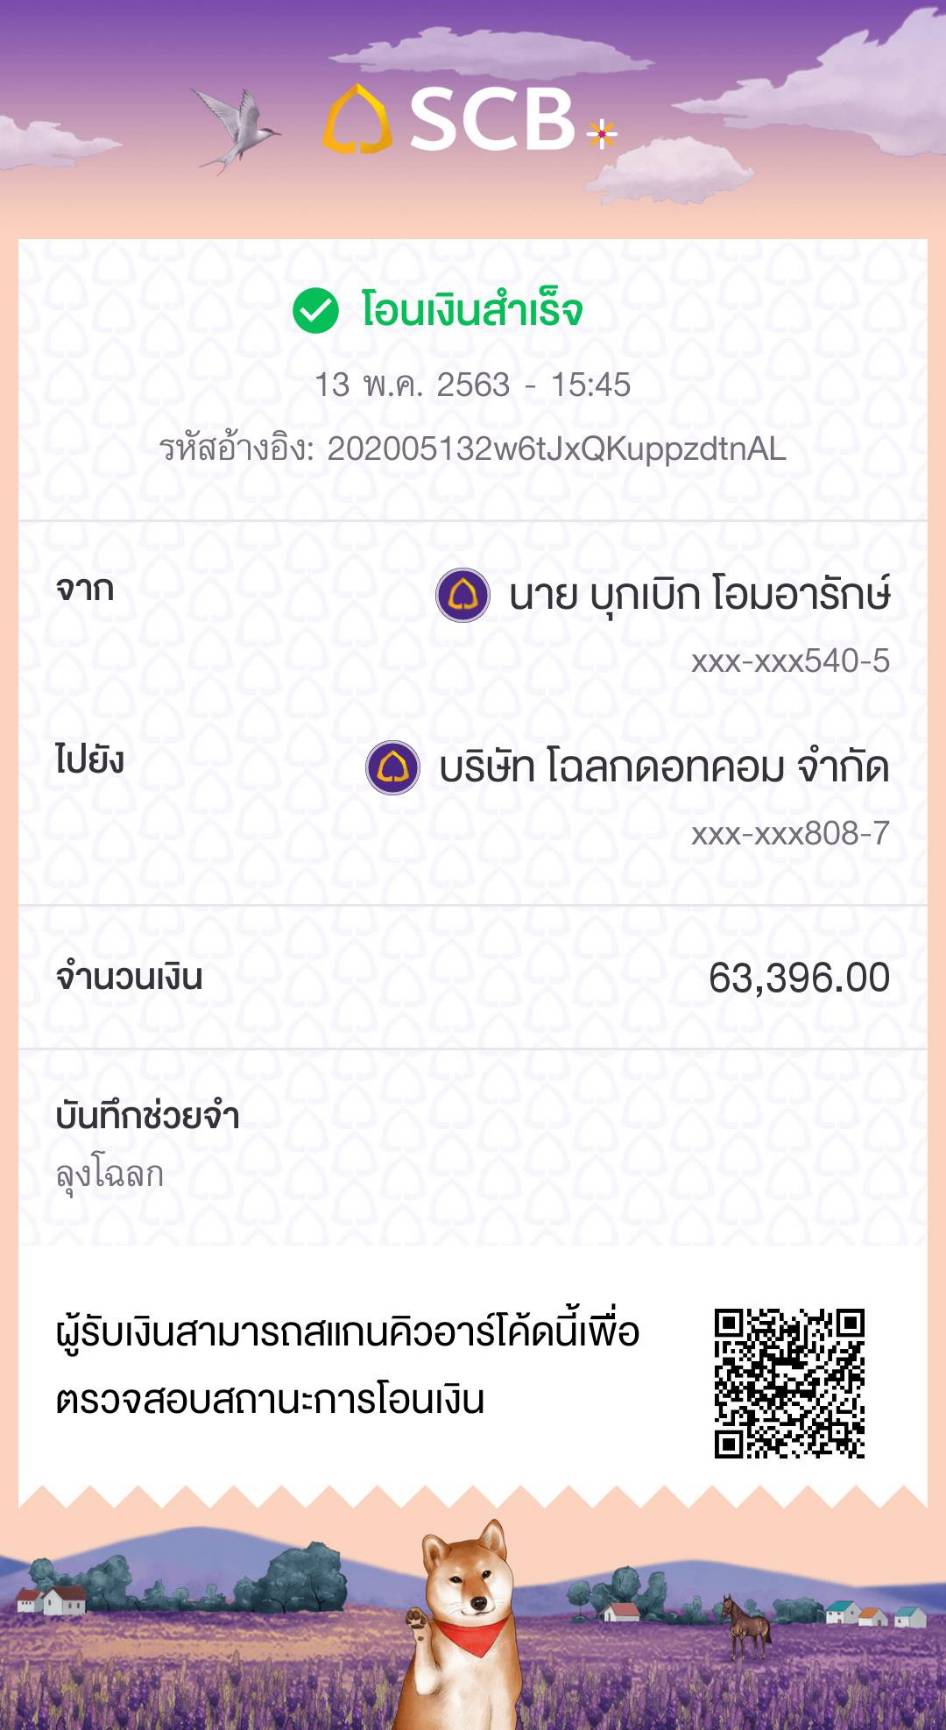 SCB
โอนเงินสำเร็จ
13 พ.ค. 2563 - 15:45
รหัสอ้างอิง: 202005132w6tJxQKuppzdtnAL
จาก
นาย บุกเบิก โอมอารักษ์
xxx-xxx540-5
ไปยัง
บริษัท โฉลกดอทคอม จำกัด
xxx-xxx808-7
จำนวนเงิน
63,396.00
บันทึกช่วยจำ
ลุงโฉลก
ผู้รับเงินสามารถสแกนคิวอาร์โค้ดนี้เพื่อ
ตรวจสอบสถานะการโอนเงิน